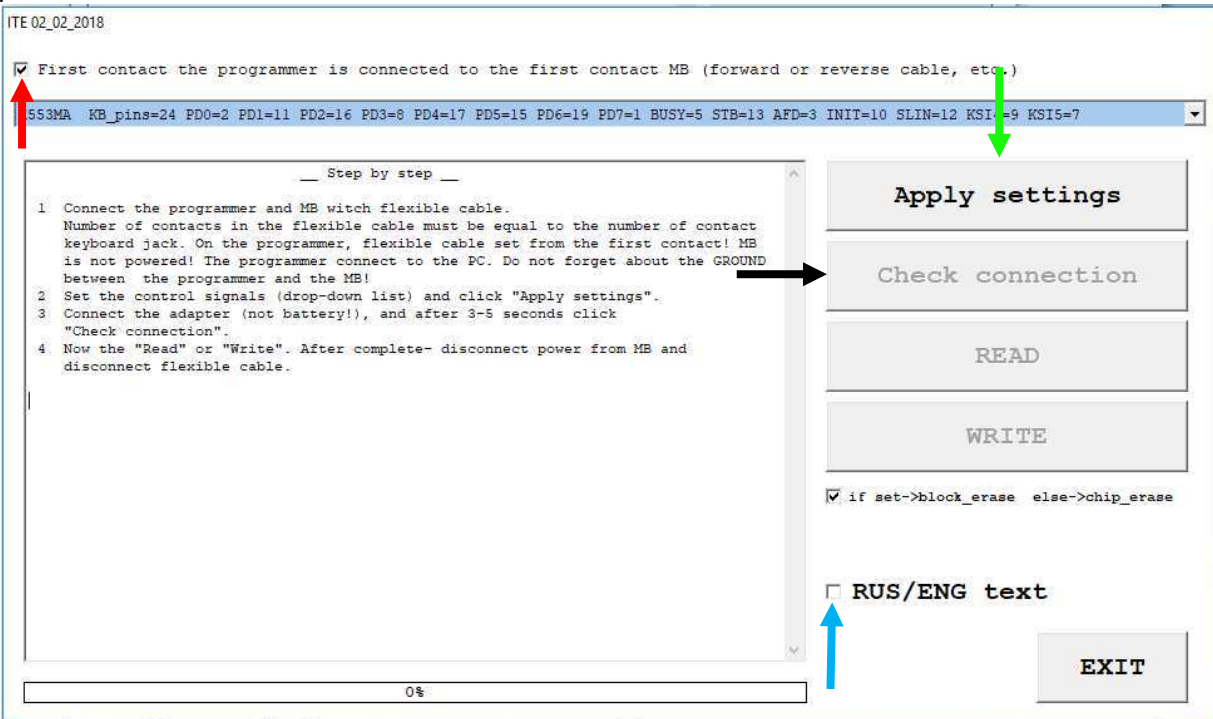 ITE 02_02_2018
First contact the programmer is connected to the first contact MB (forward or reverse cable, etc.)
553MA KB_pins=24 PD0=2 PD1=11 PD2=16 PD3=8 PD4=17 PD5=15 PD6=19 PD7=1 BUSY=5 STB=13 AFD=3 INIT=10 SLIN=12 KSI4=9 KSI5=7
__ Step by step __
1 Connect the programmer and MB witch flexible cable.
Number of contacts in the flexible cable must be equal to the number of contact
keyboard jack. On the programmer, flexible cable set from the first contact! MB
is not powered! The programmer connect to the PC. Do not forget about the GROUND
between the programmer and the MB!
2 Set the control signals (drop-down list) and click "Apply settings".
3 Connect the adapter (not battery!), and after 3-5 seconds click
"Check connection".
4 Now the "Read" or "Write". After complete- disconnect power from MB and
disconnect flexible cable.
0%
Apply settings
Check connection
READ
WRITE
if set->block_erase else->chip_erase
RUS/ENG text
EXIT